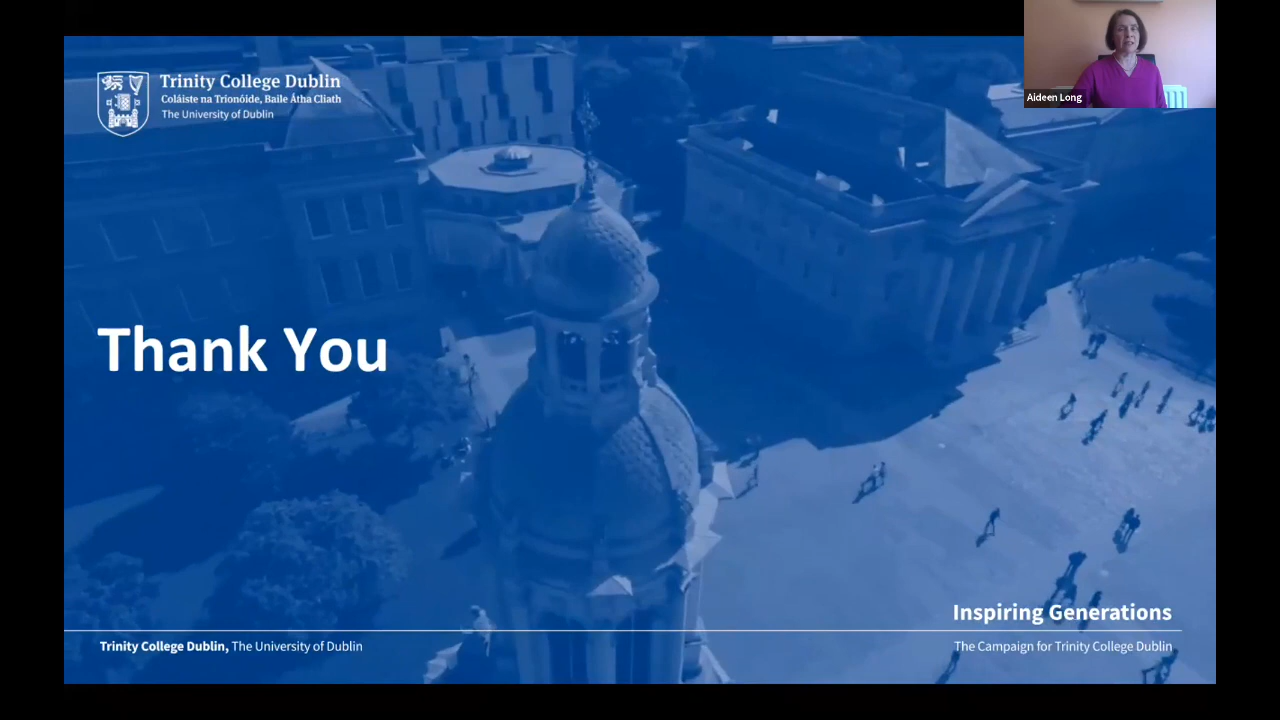 Trinity College Dublin
Coláiste na Tríonóide, Baile Átha Cliath
The University of Dublin
Aideen Long
Thank You
Inspiring Generations
Trinity College Dublin, The University of Dublin
The Campaign for Trinity College Dublin